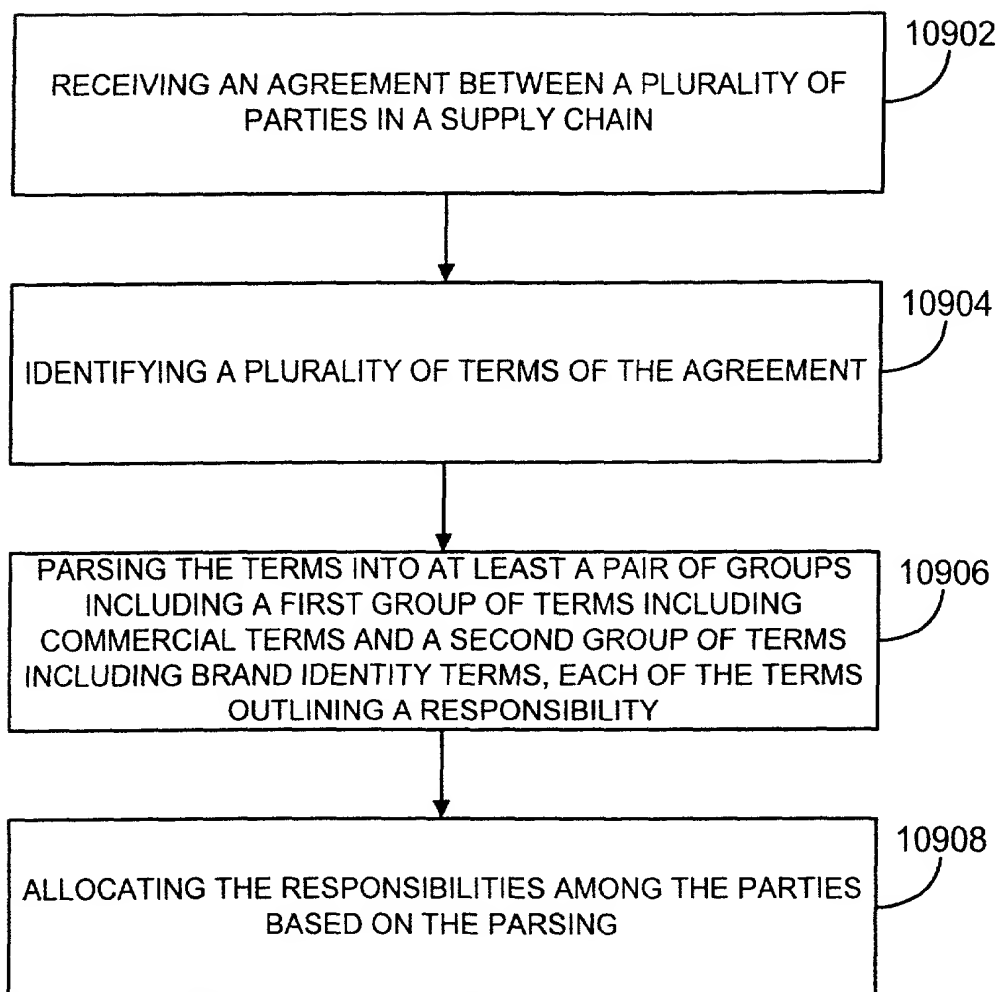 10902
RECEIVING AN AGREEMENT BETWEEN A PLURALITY OF
PARTIES IN A SUPPLY CHAIN
10904
IDENTIFYING A PLURALITY OF TERMS OF THE AGREEMENT
10906
PARSING THE TERMS INTO AT LEAST A PAIR OF GROUPS
INCLUDING A FIRST GROUP OF TERMS INCLUDING
COMMERCIAL TERMS AND A SECOND GROUP OF TERMS
INCLUDING BRAND IDENTITY TERMS, EACH OF THE TERMS
OUTLINING A RESPONSIBILITY
10908
ALLOCATING THE RESPONSIBILITIES AMONG THE PARTIES
BASED ON THE PARSING